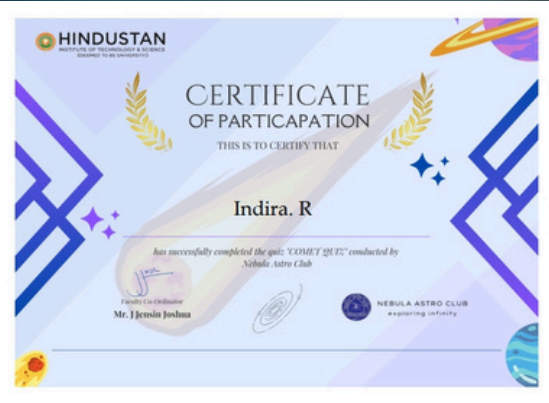 HINDUSTAN
INSTITUTE OF TECHNOLOGY & SCIENCE
(DEEMED TO BE UNIVERSITY)
CERTIFICATE
OF PARTICAPATION
THIS IS TO CERTIFY THAT
Indira. R
has successfully completed the quiz "COMET QUIZ" conducted by
Nebula Astro Club
Faculty Co-Ordinator
Mr. J Jensin Joshua
NEBULA ASTRO CLUB
exploring infinity